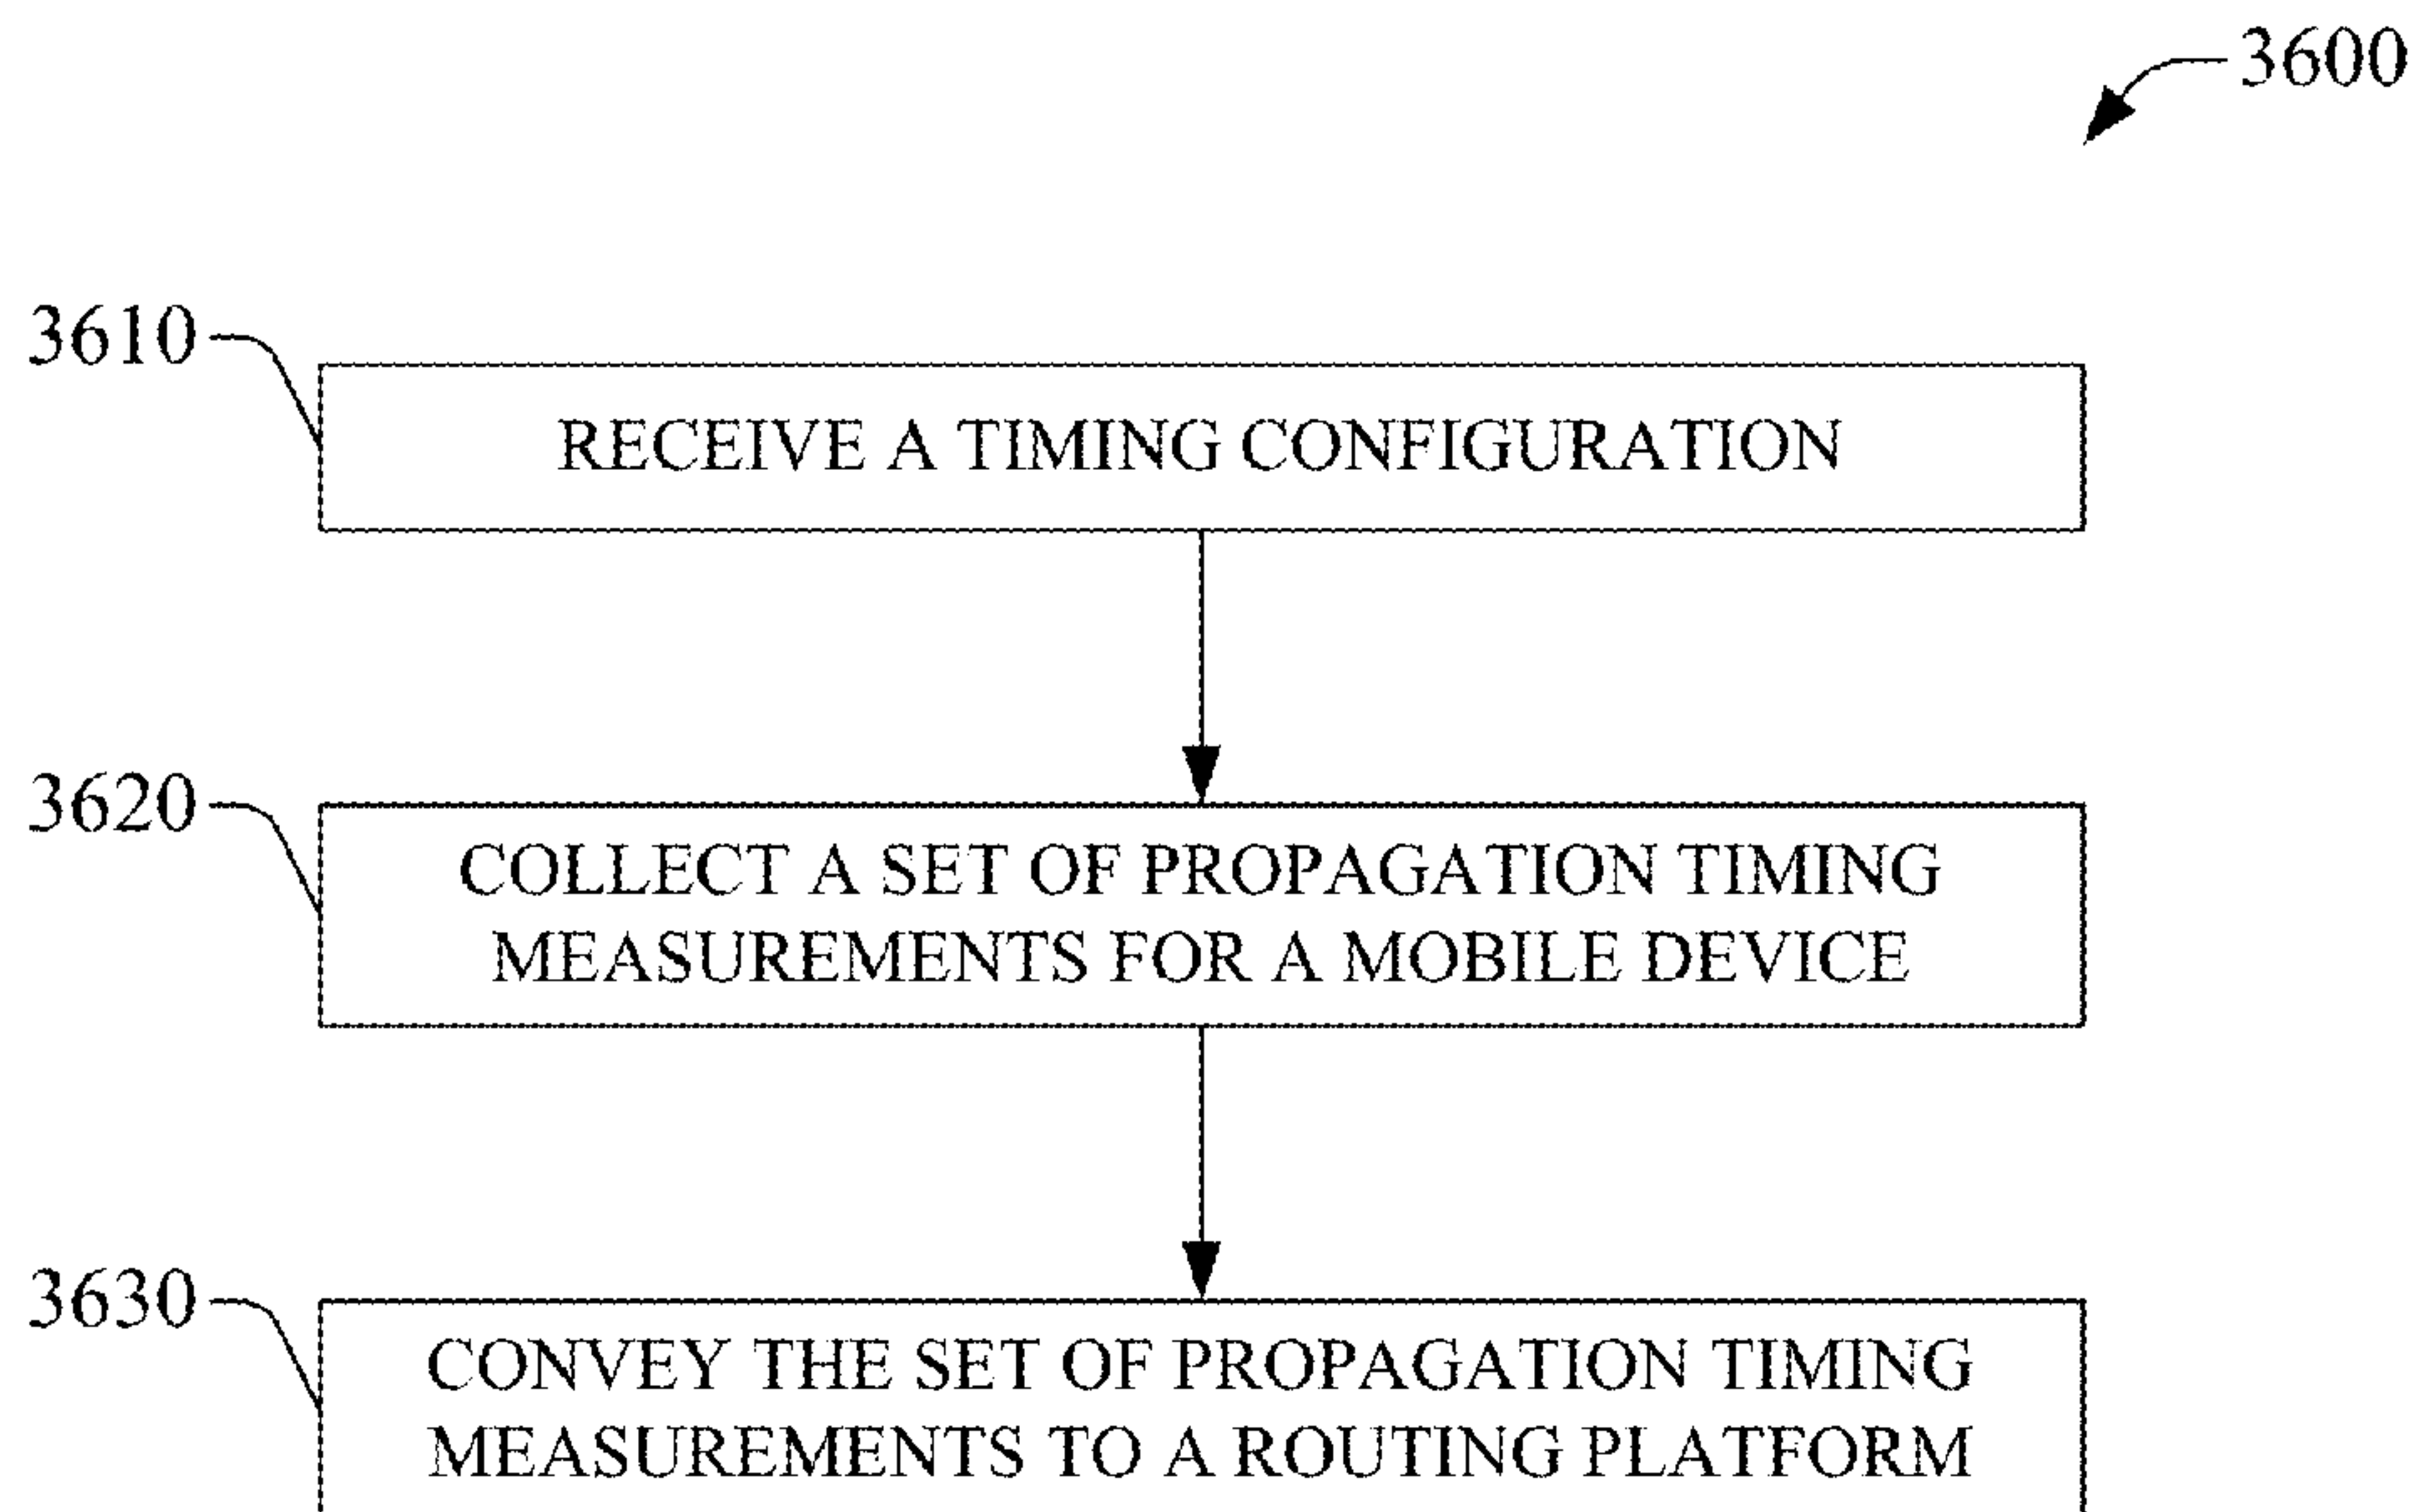 3600
3610
RECEIVE A TIMING CONFIGURATION
3620
COLLECT A SET OF PROPAGATION TIMING
MEASUREMENTS FOR A MOBILE DEVICE
3630
CONVEY THE SET OF PROPAGATION TIMING
MEASUREMENTS TO A ROUTING PLATFORM